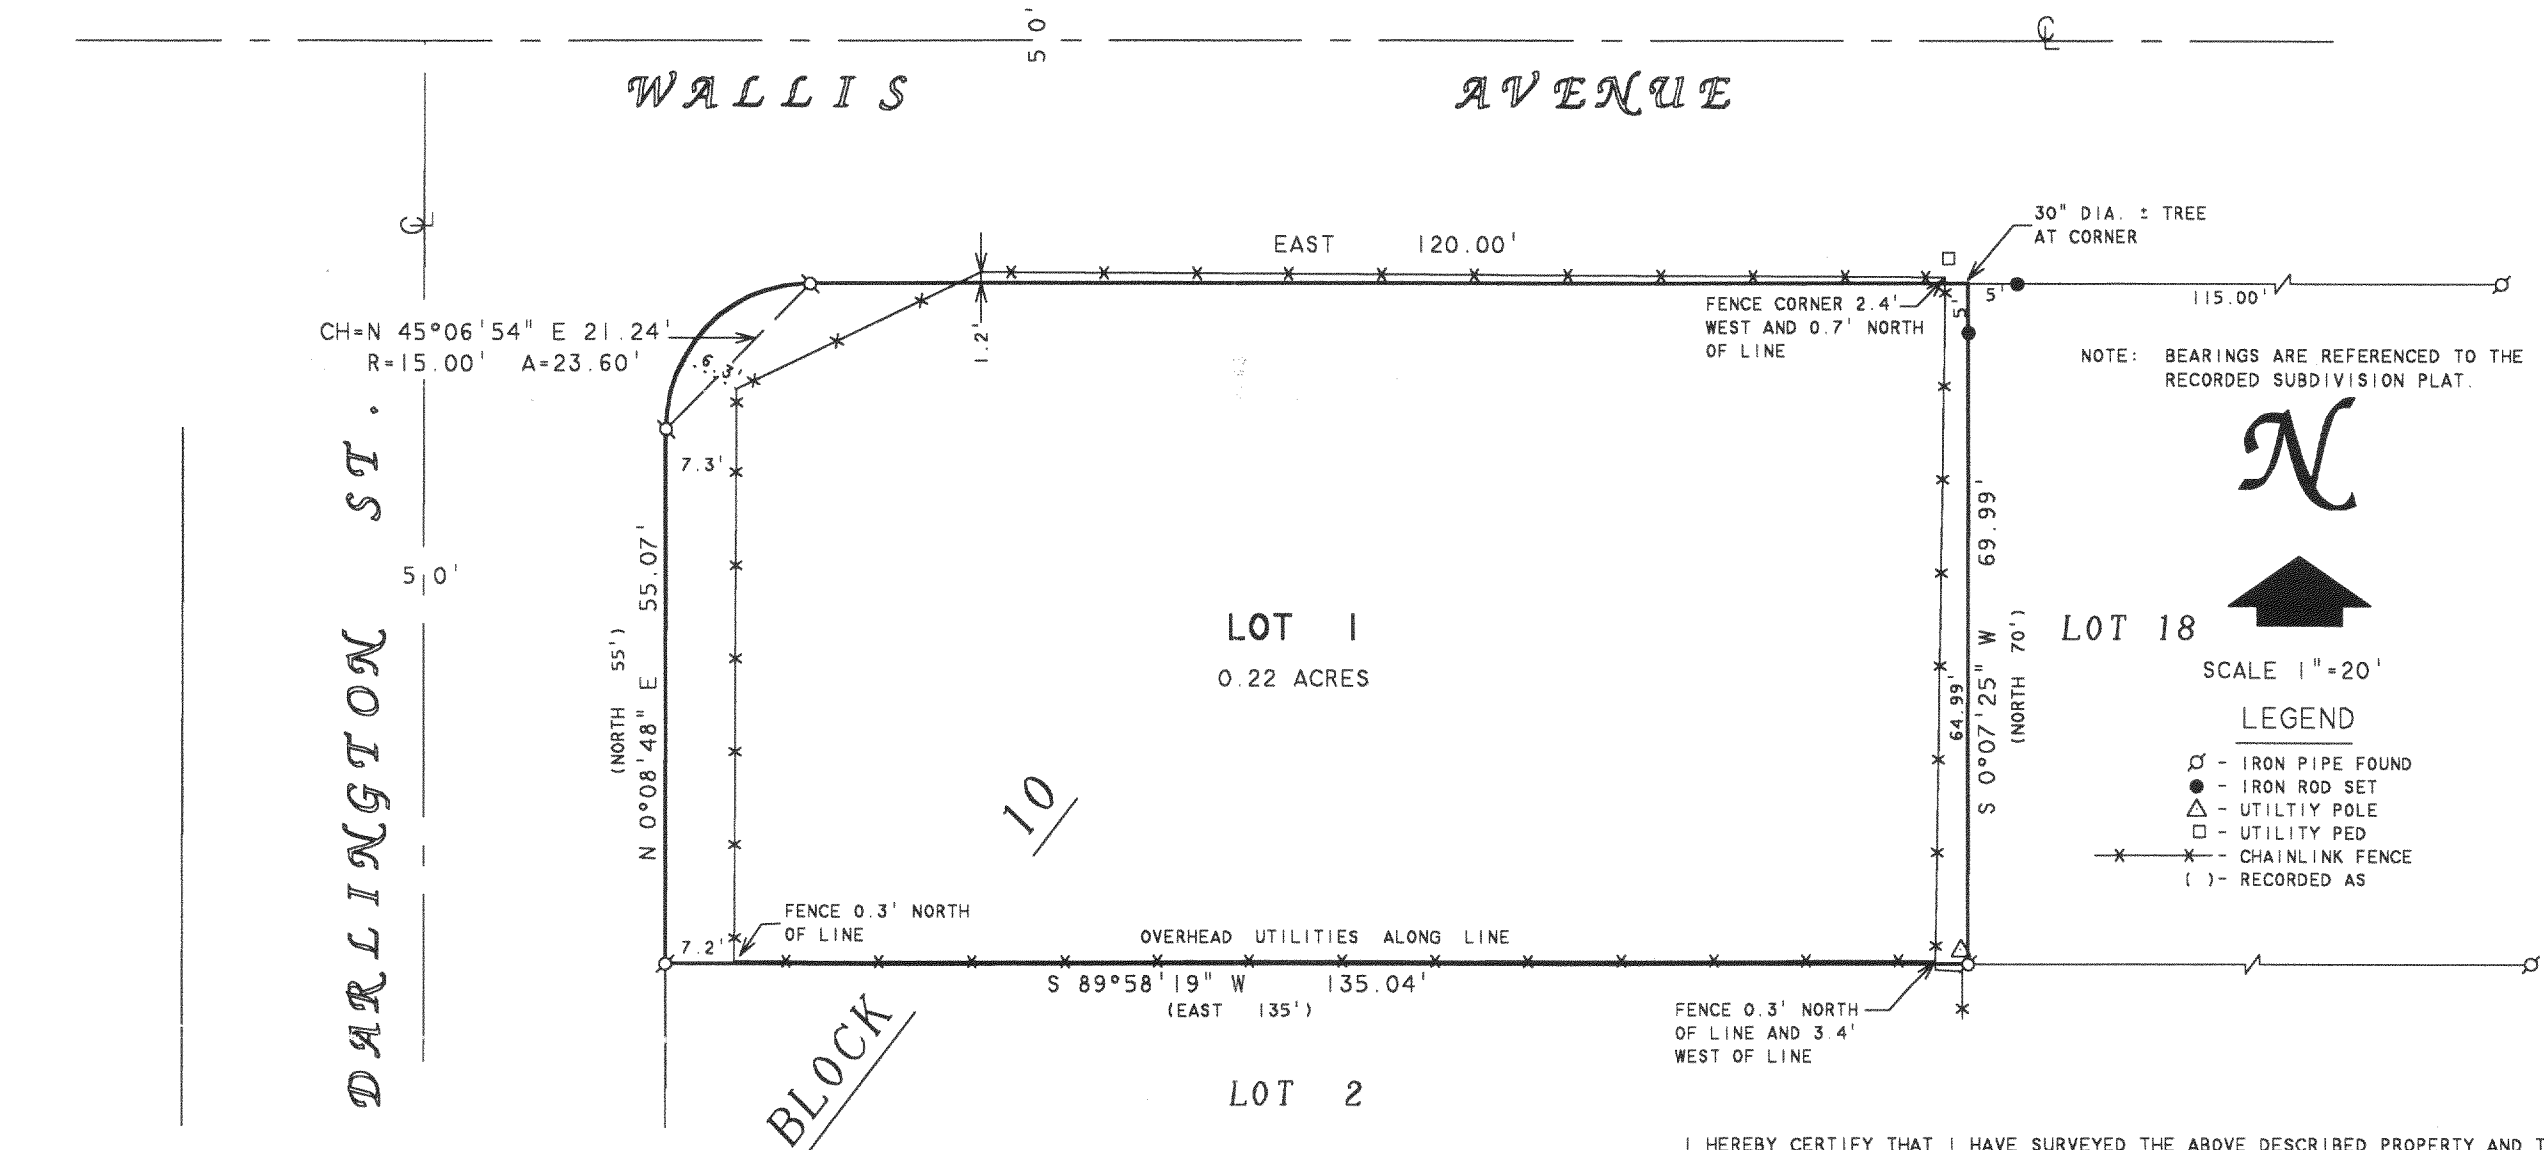 50'
℄
WALLIS AVENUE
℄
30" DIA. ± TREE
AT CORNER
EAST 120.00'
5'
115.00'
5'
FENCE CORNER 2.4'
WEST AND 0.7' NORTH
OF LINE
1.2'
CH=N 45°06'54" E 21.24'
R=15.00' A=23.60'
6.3'
NOTE: BEARINGS ARE REFERENCED TO THE
RECORDED SUBDIVISION PLAT.
N
7.3'
DARLINGTON ST.
50'
N 0°08'48" E 55.07'
(NORTH 55')
LOT 1
0.22 ACRES
64.99'
S 0°07'25" W 69.99'
(NORTH 70')
LOT 18
SCALE 1"=20'
LEGEND
- IRON PIPE FOUND
- IRON ROD SET
- UTILTIY POLE
- UTILITY PED
- CHAINLINK FENCE
( )- RECORDED AS
10
FENCE 0.3' NORTH
OF LINE
7.2'
OVERHEAD UTILITIES ALONG LINE
S 89°58'19" W 135.04'
(EAST 135')
FENCE 0.3' NORTH
OF LINE AND 3.4'
WEST OF LINE
BLOCK
LOT 2
I HEREBY CERTIFY THAT I HAVE SURVEYED THE ABOVE DESCRIBED PROPERTY AND